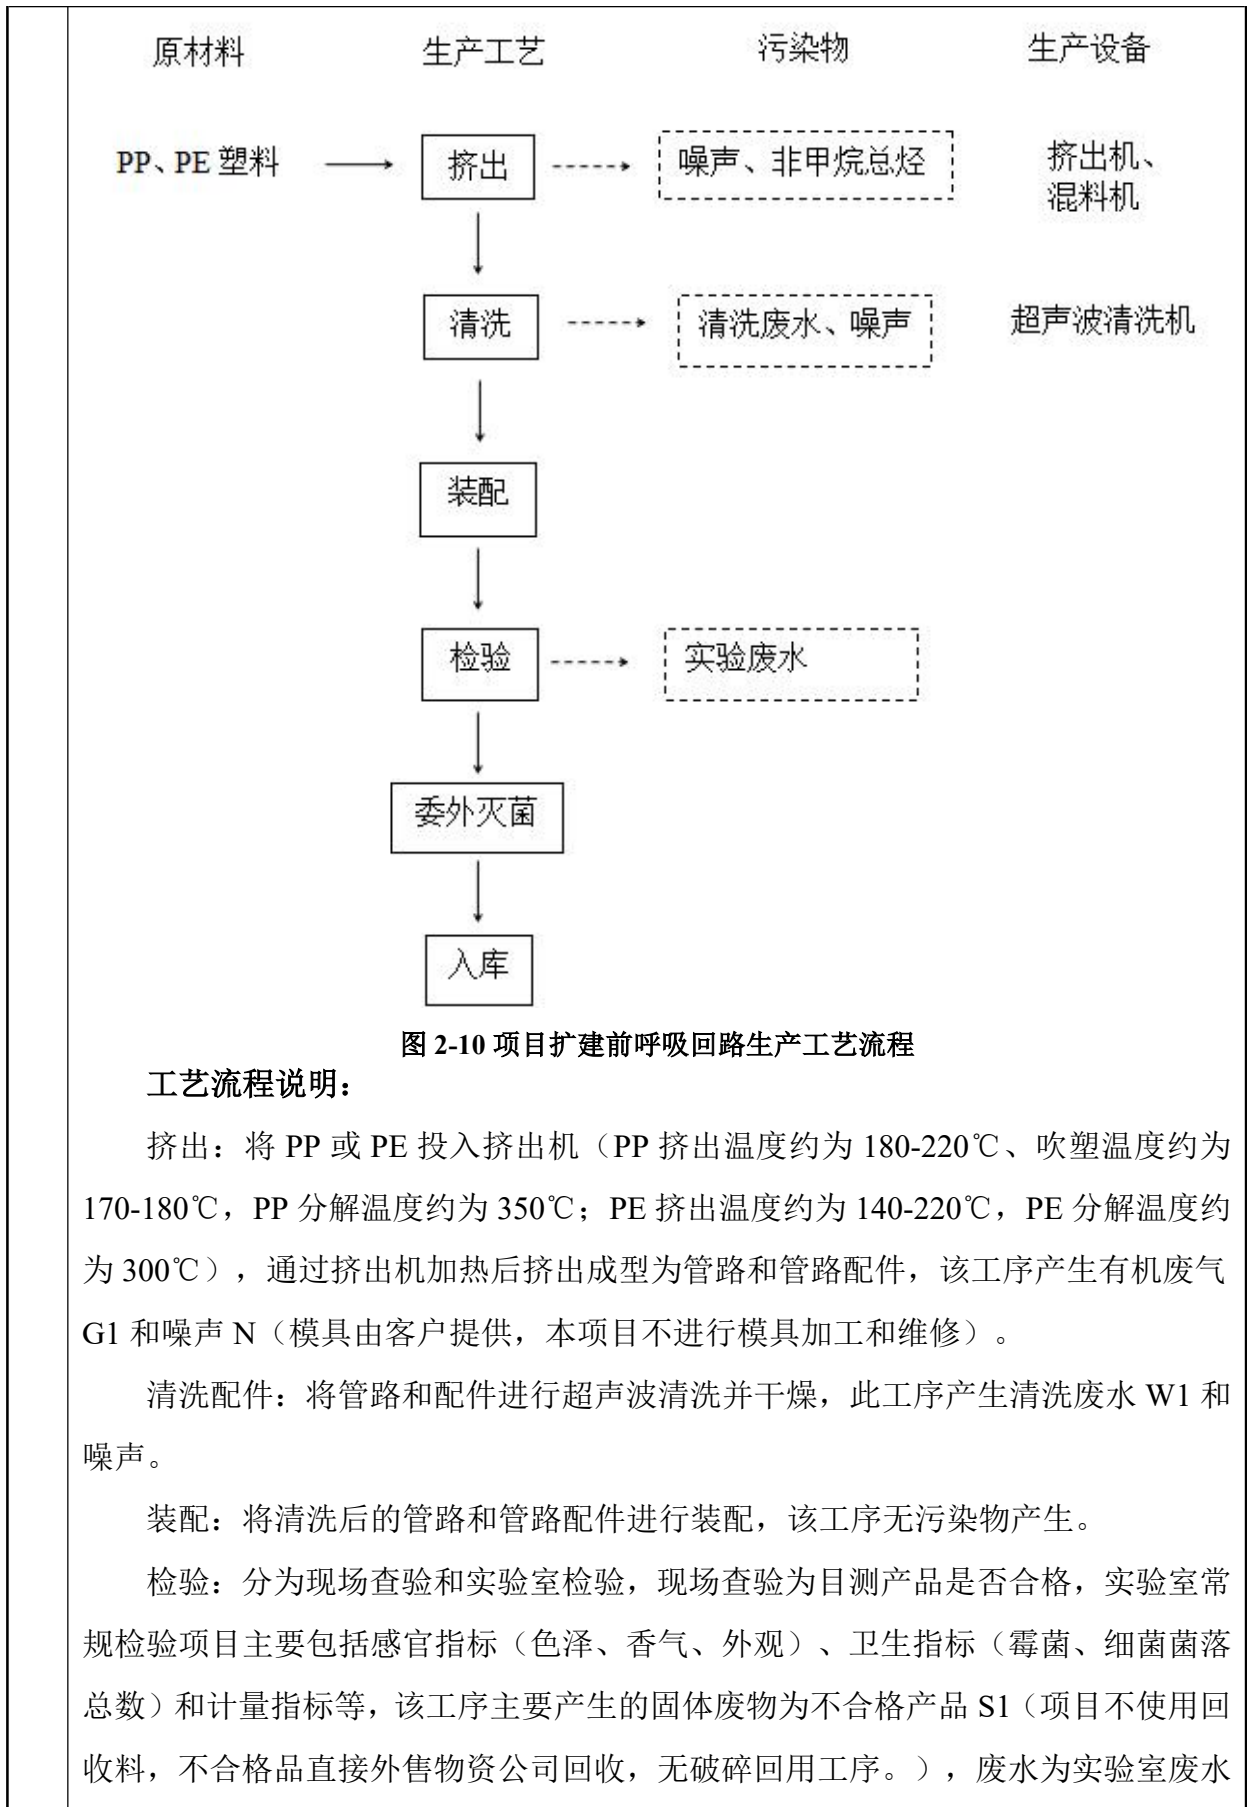 原材料 生产工艺 污染物 生产设备
PP、PE 塑料 挤出 噪声、非甲烷总烃 挤出机、
混料机
清洗 清洗废水、噪声 超声波清洗机
装配
检验 实验废水
委外灭菌
入库
图 2-10 项目扩建前呼吸回路生产工艺流程
工艺流程说明：
挤出：将 PP 或 PE 投入挤出机（PP 挤出温度约为 180-220℃、吹塑温度约为
170-180℃，PP 分解温度约为 350℃；PE 挤出温度约为 140-220℃，PE 分解温度约
为 300℃），通过挤出机加热后挤出成型为管路和管路配件，该工序产生有机废气
G1 和噪声 N（模具由客户提供，本项目不进行模具加工和维修）。
清洗配件：将管路和配件进行超声波清洗并干燥，此工序产生清洗废水 W1 和
噪声。
装配：将清洗后的管路和管路配件进行装配，该工序无污染物产生。
检验：分为现场查验和实验室检验，现场查验为目测产品是否合格，实验室常
规检验项目主要包括感官指标（色泽、香气、外观）、卫生指标（霉菌、细菌菌落
总数）和计量指标等，该工序主要产生的固体废物为不合格产品 S1（项目不使用回
收料，不合格品直接外售物资公司回收，无破碎回用工序。），废水为实验室废水